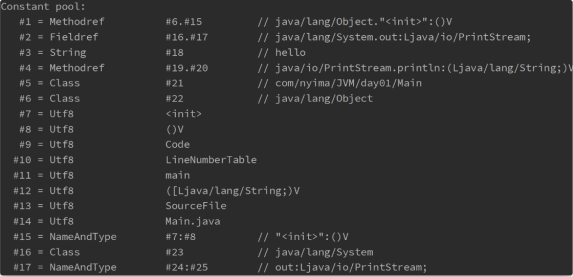 Constant pool:
#1 = Methodref #6.#15 // java/lang/Object."<init>":()V
#2 = Fieldref #16.#17 // java/lang/System.out:Ljava/io/PrintStream;
#3 = String #18 // hello
#4 = Methodref #19.#20 // java/io/PrintStream.println:(Ljava/lang/String;)V
#5 = Class #21 // com/nyima/JVM/day01/Main
#6 = Class #22 // java/lang/Object
#7 = Utf8 <init>
#8 = Utf8 ()V
#9 = Utf8 Code
#10 = Utf8 LineNumberTable
#11 = Utf8 main
#12 = Utf8 ([Ljava/lang/String;)V
#13 = Utf8 SourceFile
#14 = Utf8 Main.java
#15 = NameAndType #7:#8 // "<init>":()V
#16 = Class #23 // java/lang/System
#17 = NameAndType #24:#25 // out:Ljava/io/PrintStream;